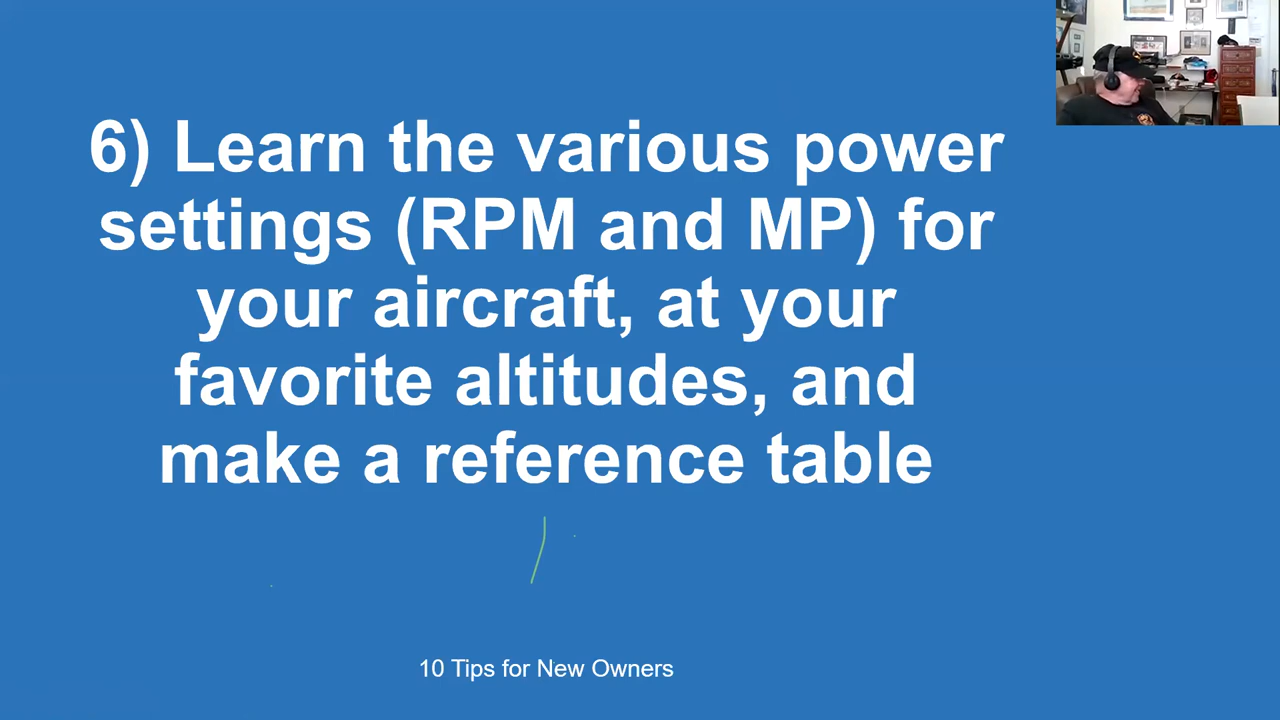 6) Learn the various power
settings (RPM and MP) for
your aircraft, at your
favorite altitudes, and
make a reference table
10 Tips for New Owners